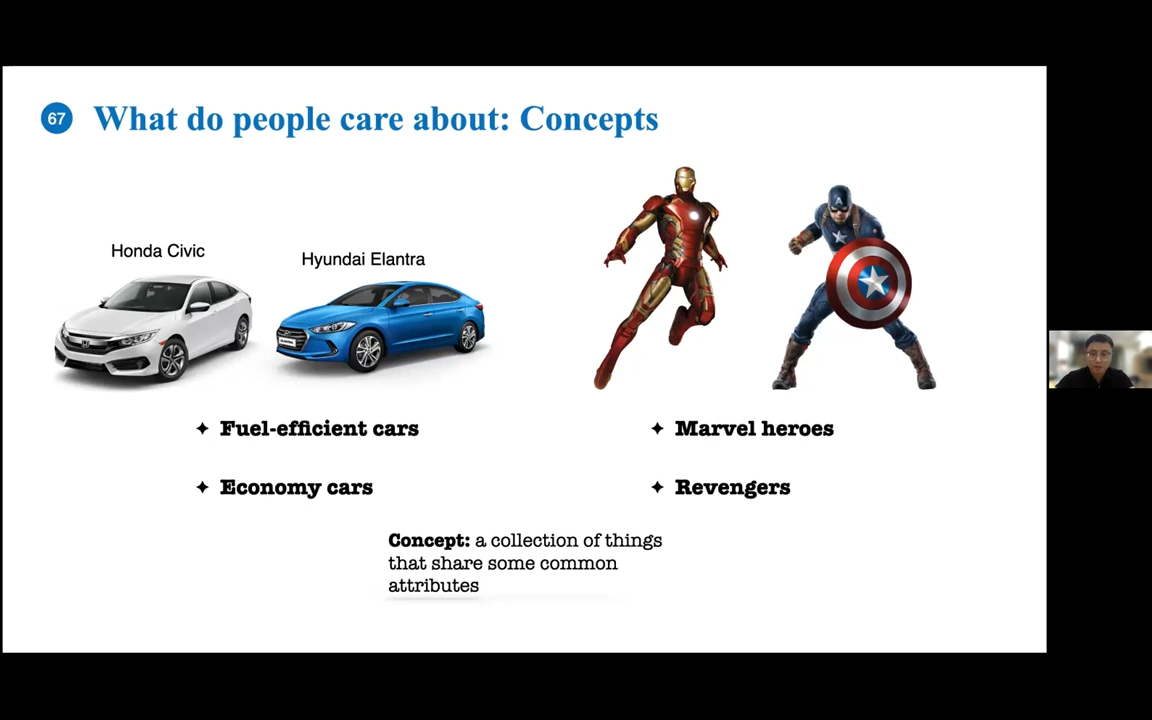 67
What do people care about: Concepts
Honda Civic
Hyundai Elantra
✦ Fuel-efficient cars
✦ Economy cars
✦ Marvel heroes
✦ Revengers
Concept: a collection of things
that share some common
attributes
A